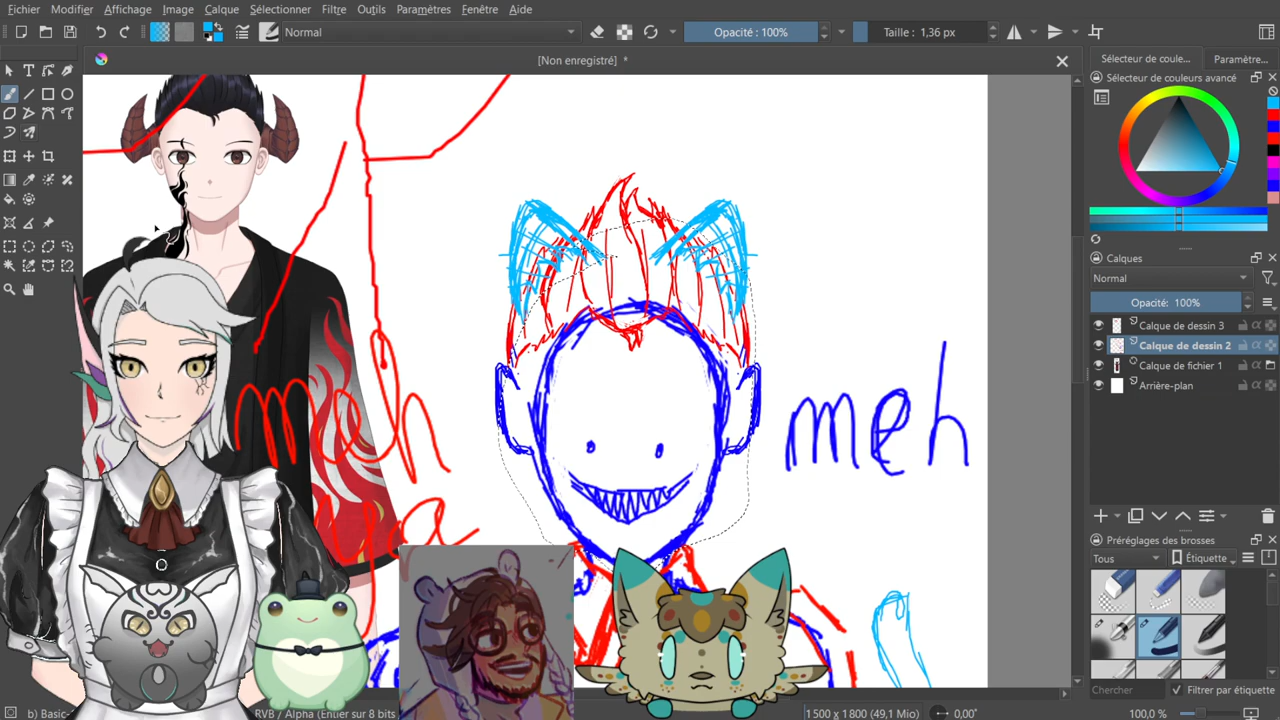 Fichier Modifier Affichage Image Calque Sélectionner Filtre Outils Paramètres Fenêtre Aide
Normal Opacité : 100% Taille : 1,36 px
[Non enregistré] *
Sélecteur de coule... Paramètre...
Sélecteur de couleurs avancé
Calques
Normal
Opacité: 100%
Calque de dessin 3
Calque de dessin 2
Calque de fichier 1
Arrière-plan
meh
meh
Préréglages des brosses
Tous Étiquette
Chercher Filtrer par étiquette
b) Basic- RVB / Alpha (Entier sur 8 bits 1 500 x 1 800 (49,1 Mio) 0,00° 100,0 %